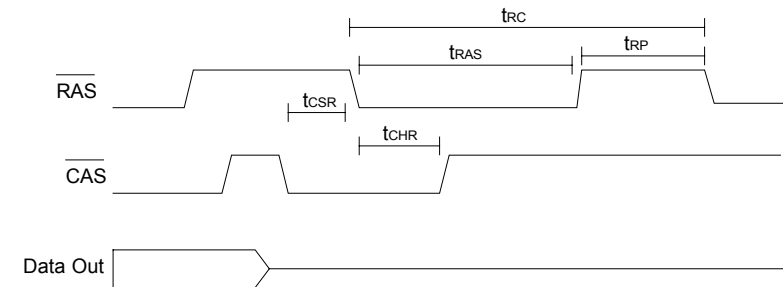 tRC
tRAS
tRP
RAS
tCSR
tCHR
CAS
Data Out